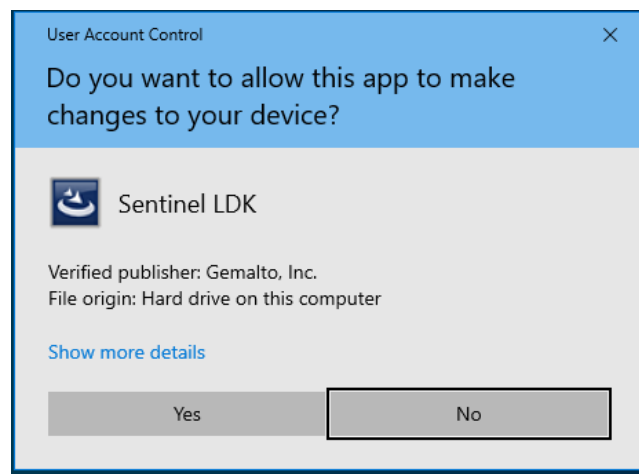 User Account Control
Do you want to allow this app to make
changes to your device?
Sentinel LDK
Verified publisher: Gemalto, Inc.
File origin: Hard drive on this computer
Show more details
Yes
No